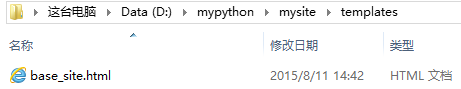 这台电脑 Data (D:) mypython mysite templates
名称 修改日期 类型
base_site.html 2015/8/11 14:42 HTML 文档